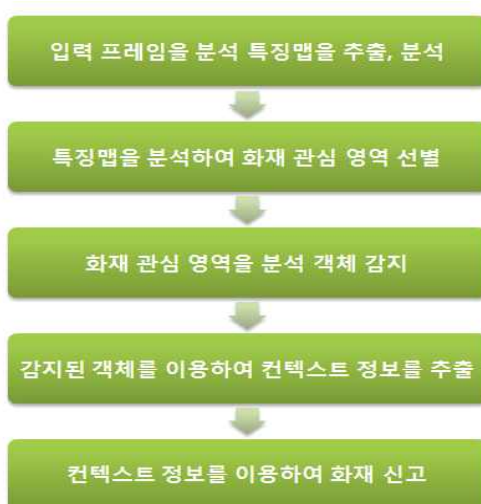 입력 프레임을 분석 특징맵을 추출, 분석
특징맵을 분석하여 화재 관심 영역 선별
화재 관심 영역을 분석 객체 감지
감지된 객체를 이용하여 컨텍스트 정보를 추출
컨텍스트 정보를 이용하여 화재 신고